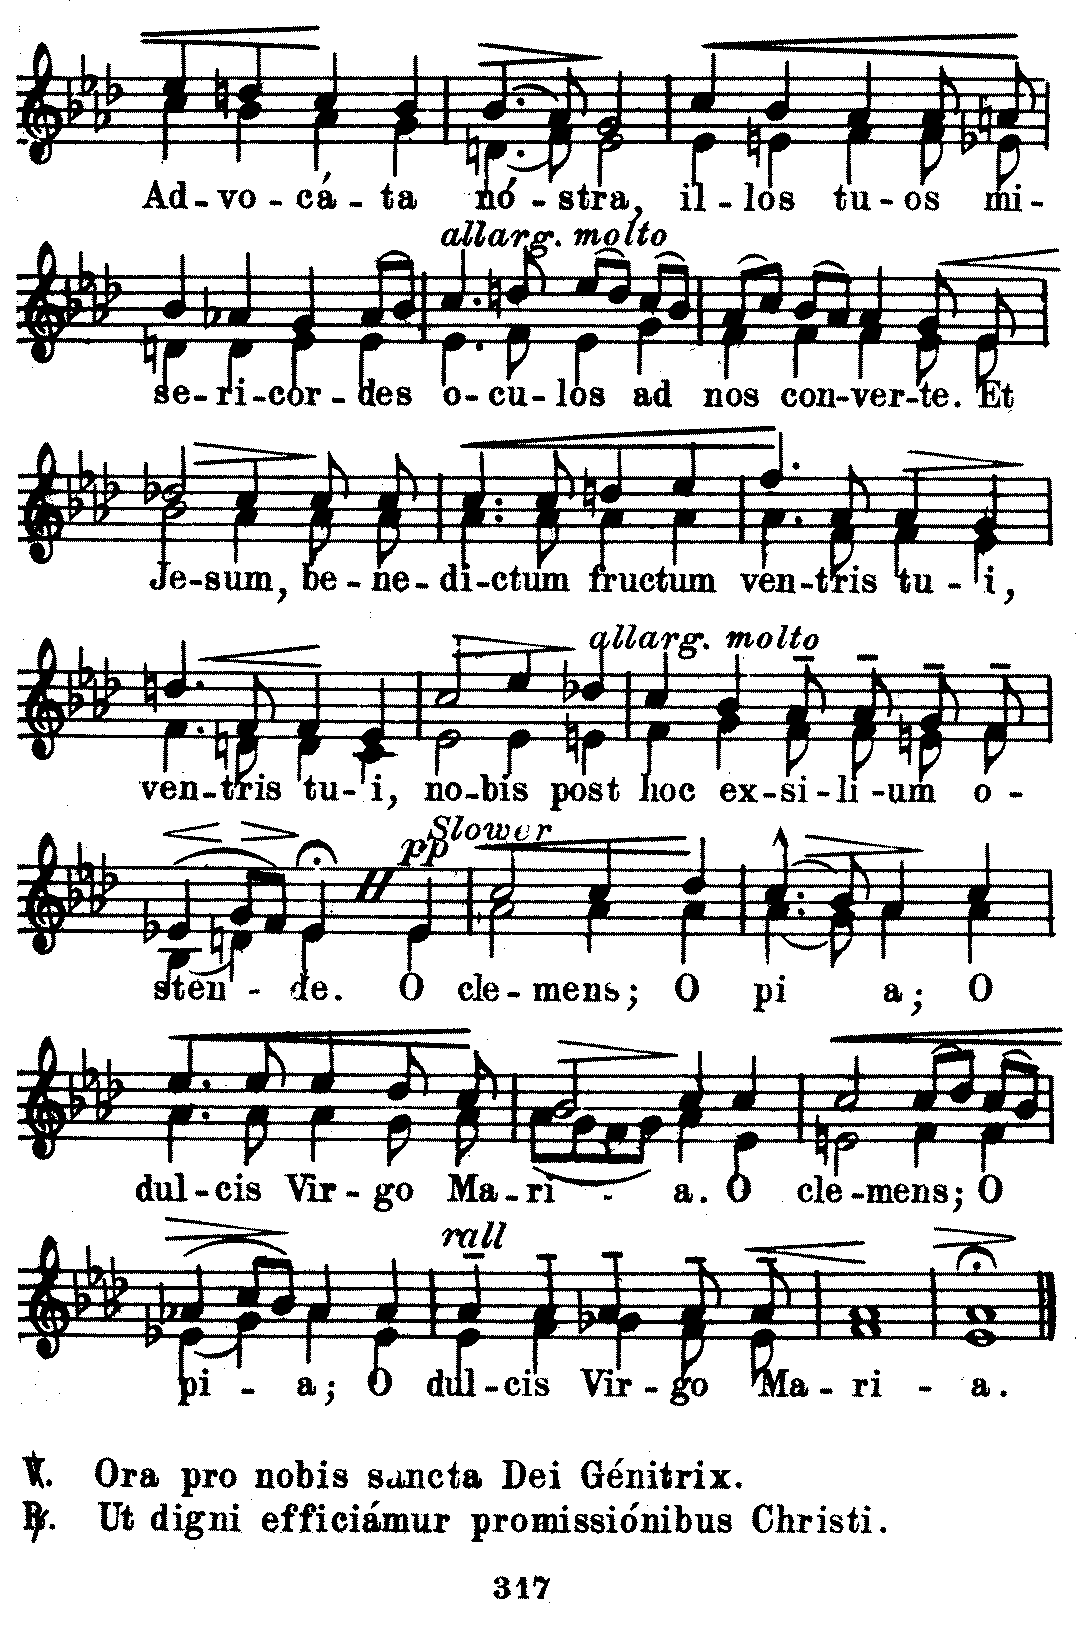 Ad-vo-cá-ta nó-stra, il-los tu-os mi-
allarg. molto
se-ri-cor-des o-cu-los ad nos con-ver-te. Et
Je-sum, be-ne-di-ctum fructum ven-tris tu-i,
allarg. molto
ven-tris tu-i, no-bis post hoc ex-si-li-um o-
Slower
pp
sten-de. O cle-mens; O pi a; O
dul-cis Vir-go Ma-ri-a. O cle-mens; O
rall
pi-a; O dul-cis Vir-go Ma-ri-a.
℣. Ora pro nobis sancta Dei Génitrix.
℟. Ut digni efficiámur promissiónibus Christi.
317